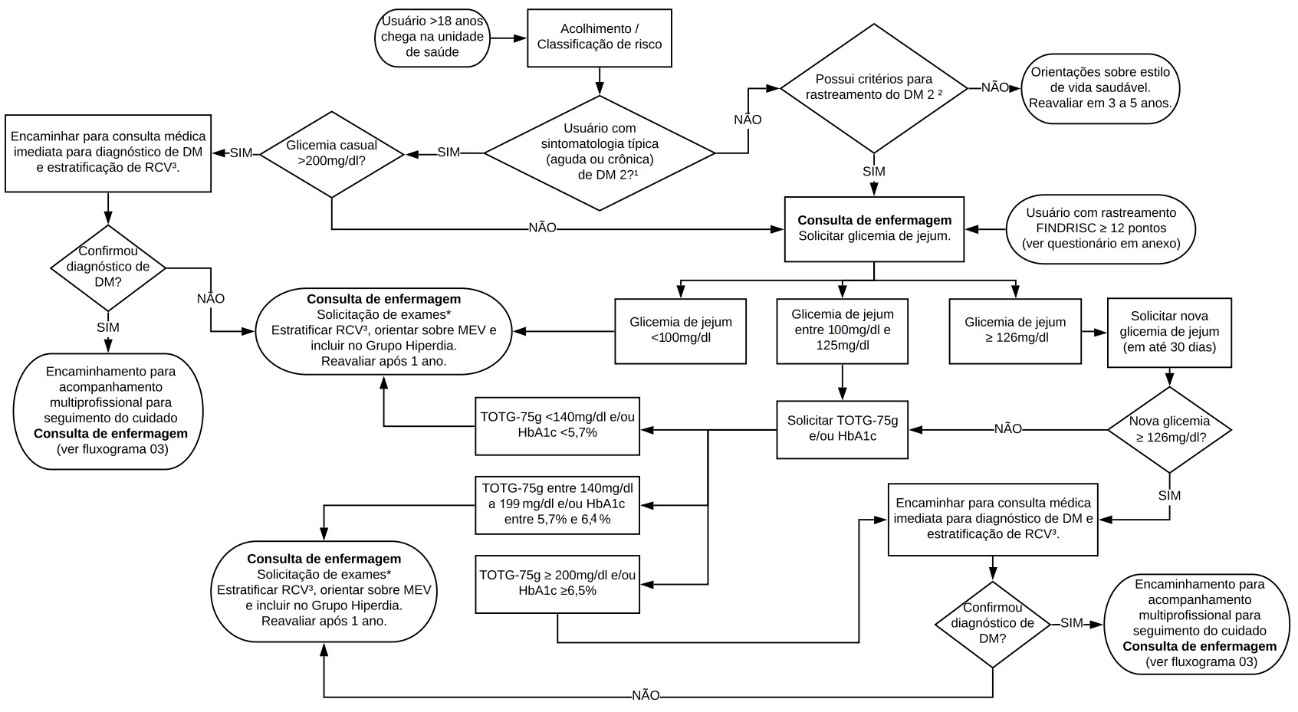 Usuário >18 anos
chega na unidade
de saúde
Acolhimento /
Classificação de risco
Possui critérios para
rastreamento do DM 2 ²
NÃO
Orientações sobre estilo
de vida saudável.
Reavaliar em 3 a 5 anos.
NÃO
Usuário com
sintomatologia típica
(aguda ou crônica)
de DM 2?¹
SIM
Glicemia casual
>200mg/dl?
SIM
Encaminhar para consulta médica
imediata para diagnóstico de DM
e estratificação de RCV³.
SIM
NÃO
Consulta de enfermagem
Solicitar glicemia de jejum.
Usuário com rastreamento
FINDRISC ≥ 12 pontos
(ver questionário em anexo)
Confirmou
diagnóstico de
DM?
NÃO
SIM
Encaminhamento para
acompanhamento
multiprofissional para
seguimento do cuidado
Consulta de enfermagem
(ver fluxograma 03)
Consulta de enfermagem
Solicitação de exames*
Estratificar RCV³, orientar sobre MEV e
incluir no Grupo Hiperdia.
Reavaliar após 1 ano.
Glicemia de jejum
<100mg/dl
Glicemia de jejum
entre 100mg/dl e
125mg/dl
Glicemia de jejum
≥ 126mg/dl
Solicitar nova
glicemia de jejum
(em até 30 dias)
TOTG-75g <140mg/dl e/ou
HbA1c <5,7%
Solicitar TOTG-75g
e/ou HbA1c
NÃO
Nova glicemia
≥ 126mg/dl?
SIM
TOTG-75g entre 140mg/dl
a 199 mg/dl e/ou HbA1c
entre 5,7% e 6,4 %
Encaminhar para consulta médica
imediata para diagnóstico de DM e
estratificação de RCV³.
Consulta de enfermagem
Solicitação de exames*
Estratificar RCV³, orientar sobre MEV
e incluir no Grupo Hiperdia.
Reavaliar após 1 ano.
TOTG-75g ≥ 200mg/dl e/ou
HbA1c ≥6,5%
Confirmou
diagnóstico de
DM?
SIM
Encaminhamento para
acompanhamento
multiprofissional para
seguimento do cuidado
Consulta de enfermagem
(ver fluxograma 03)
NÃO